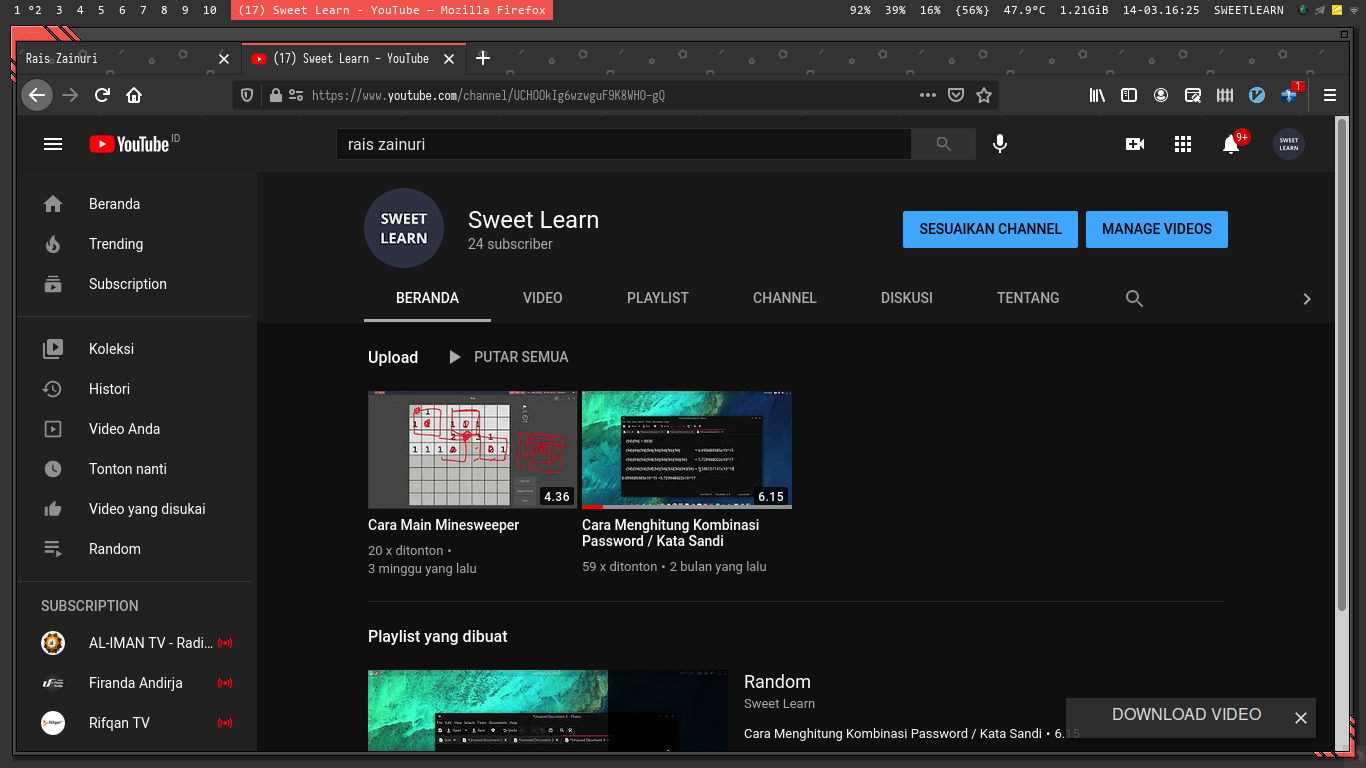 1 °2 3 4 5 6 7 8 9 10 (17) Sweet Learn - YouTube — Mozilla Firefox 92% 39% 16% {56%} 47.9°C 1.21GiB 14-03.16:25 SWEETLEARN
Rais Zainuri (17) Sweet Learn - YouTube
https://www.youtube.com/channel/UCHOOkIg6wzwguF9K8WHO-gQ 1
YouTube ID rais zainuri 9+ SWEET LEARN
Beranda
Trending
Subscription
Koleksi
Histori
Video Anda
Tonton nanti
Video yang disukai
Random
SUBSCRIPTION
AL-IMAN TV - Radi...
Firanda Andirja
Rifqan TV
SWEET
LEARN
Sweet Learn
24 subscriber
SESUAIKAN CHANNEL MANAGE VIDEOS
BERANDA VIDEO PLAYLIST CHANNEL DISKUSI TENTANG
Upload PUTAR SEMUA
4.36
Cara Main Minesweeper
20 x ditonton •
3 minggu yang lalu
6.15
Cara Menghitung Kombinasi
Password / Kata Sandi
59 x ditonton • 2 bulan yang lalu
Playlist yang dibuat
Random
Sweet Learn
Cara Menghitung Kombinasi Password / Kata Sandi • 6.15
DOWNLOAD VIDEO